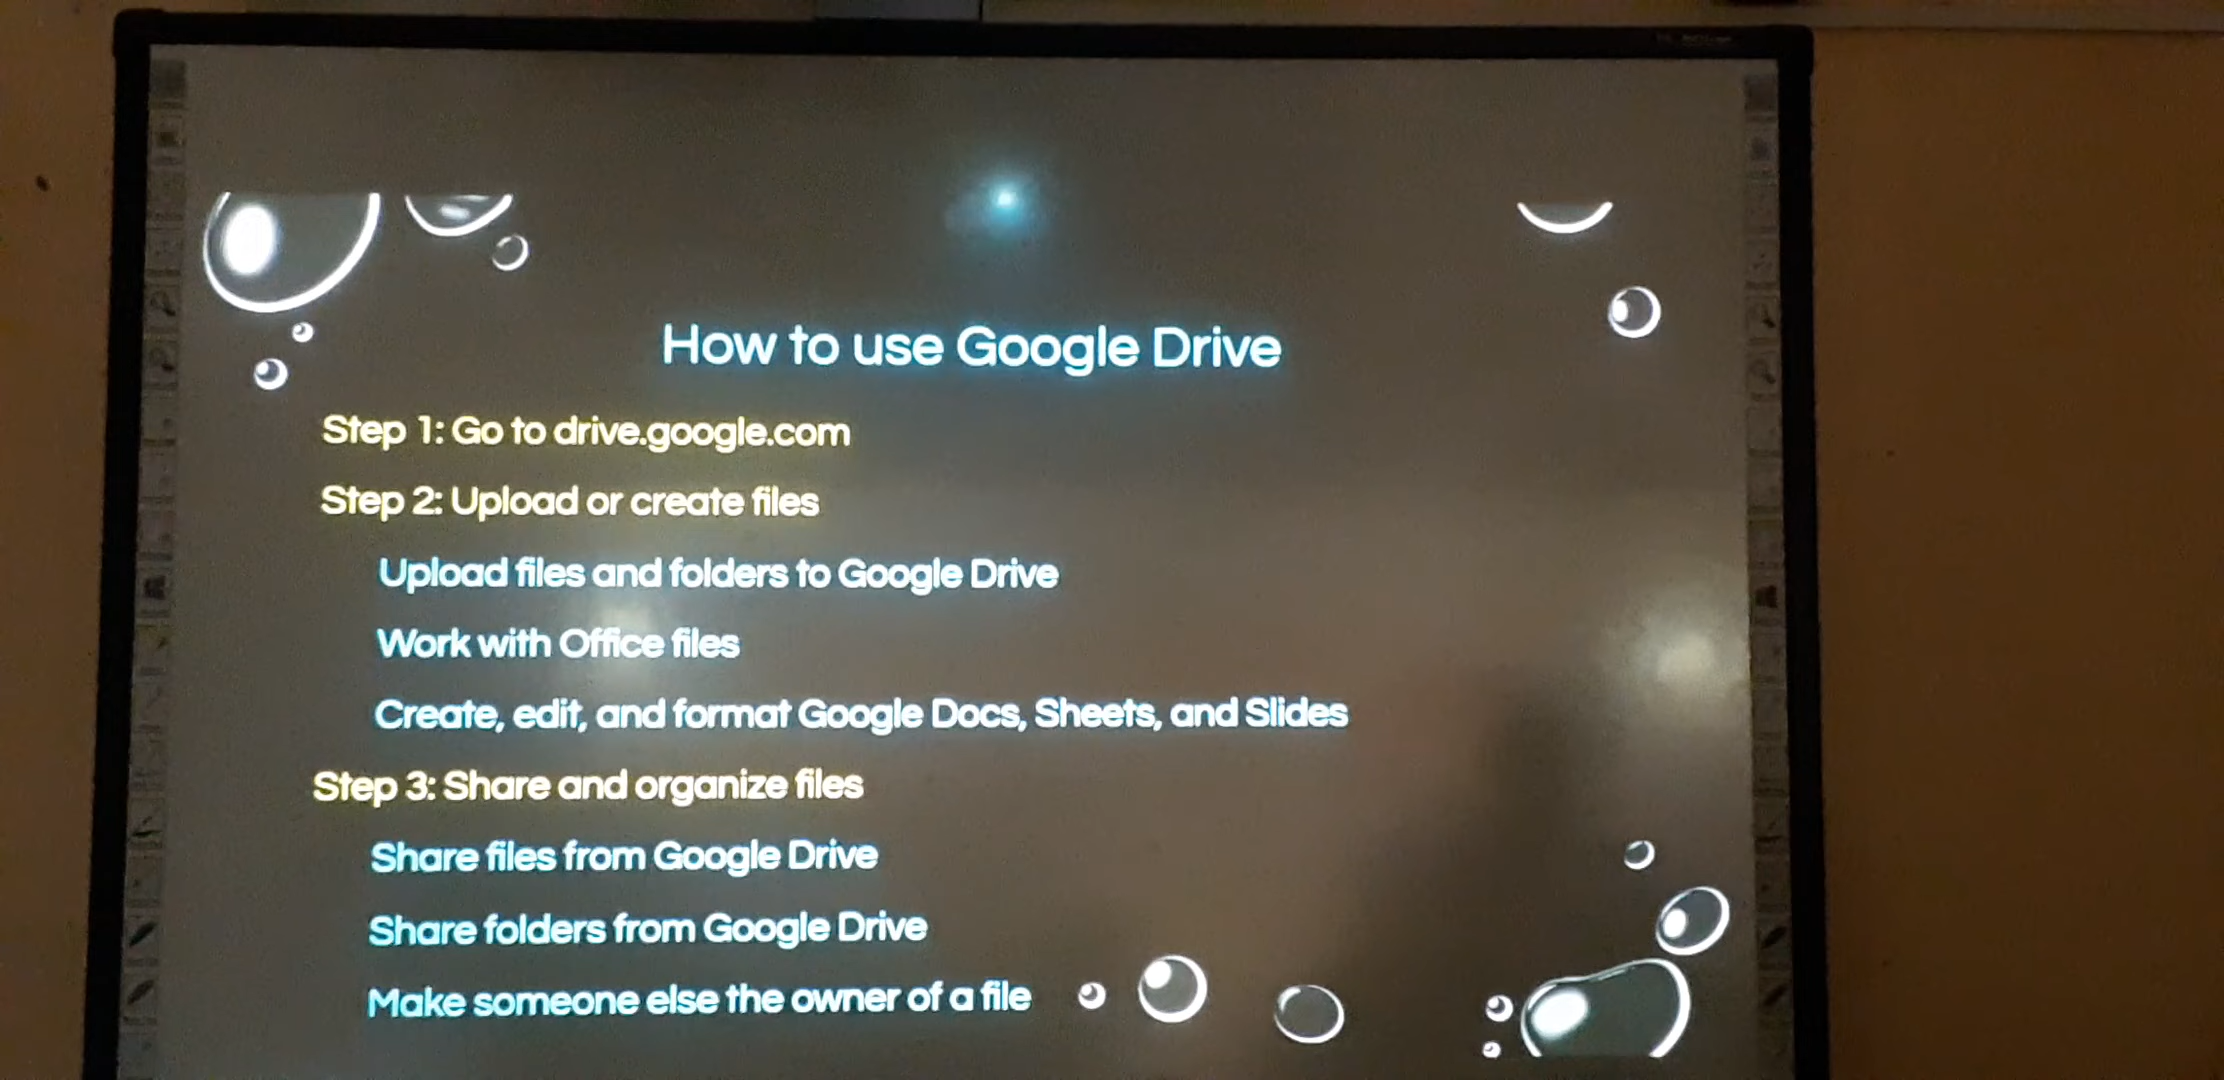 How to use Google Drive
Step 1: Go to drive.google.com
Step 2: Upload or create files
Upload files and folders to Google Drive
Work with Office files
Create, edit, and format Google Docs, Sheets, and Slides
Step 3: Share and organize files
Share files from Google Drive
Share folders from Google Drive
Make someone else the owner of a file